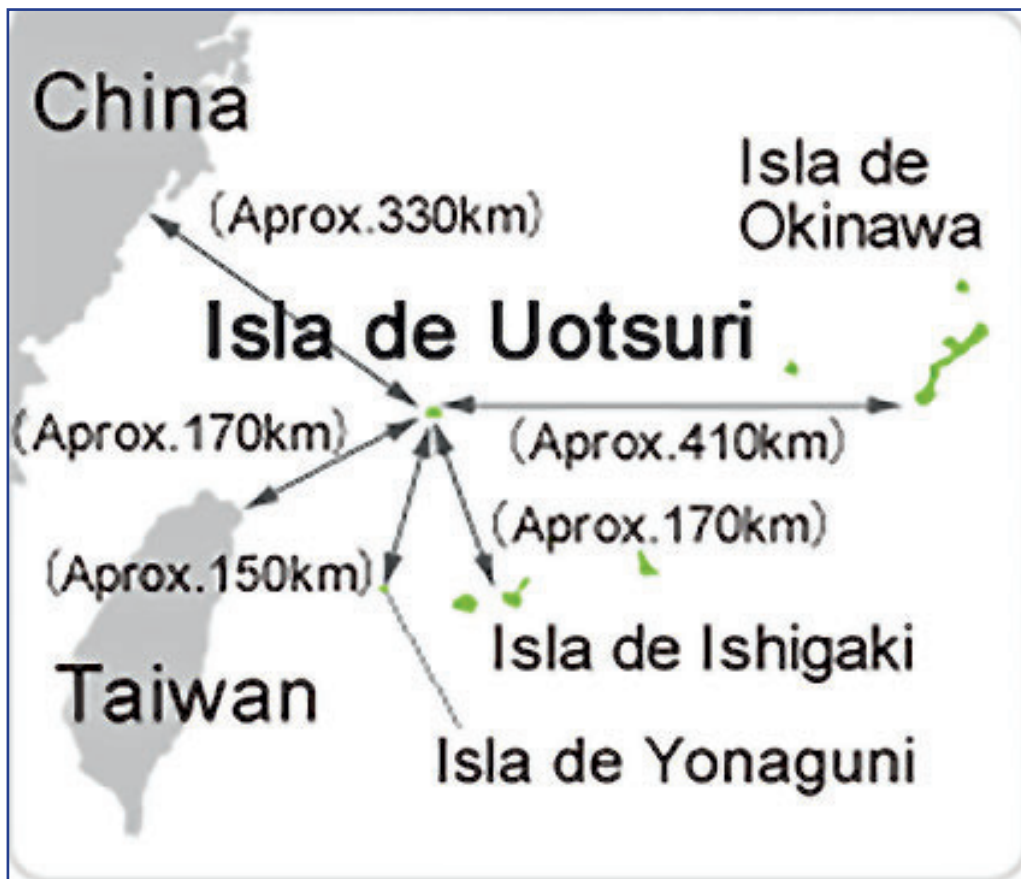 China
Isla de
Okinawa
(Aprox.330km)
Isla de Uotsuri
(Aprox.170km)
(Aprox.410km)
(Aprox.170km)
(Aprox.150km)
Isla de Ishigaki
Taiwan
Isla de Yonaguni